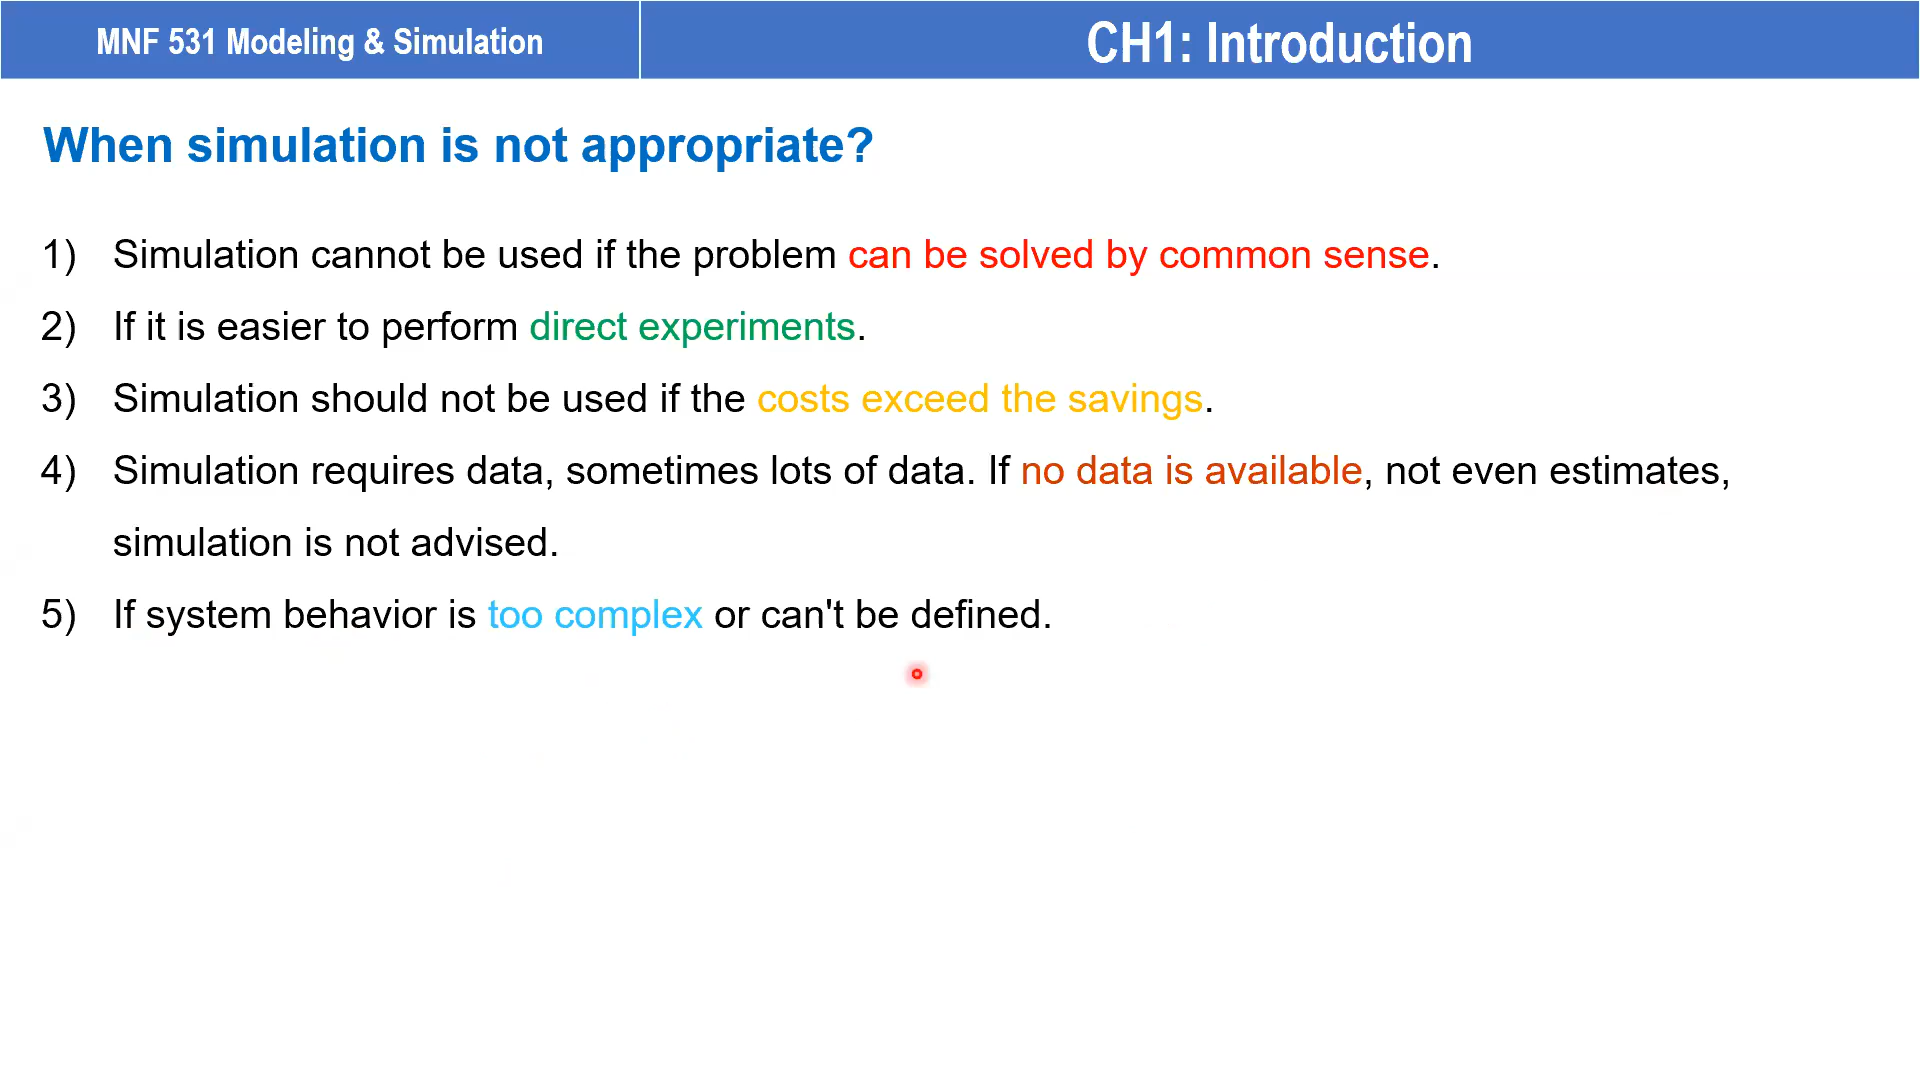 MNF 531 Modeling & Simulation
CH1: Introduction
When simulation is not appropriate?
1) Simulation cannot be used if the problem can be solved by common sense.
2) If it is easier to perform direct experiments.
3) Simulation should not be used if the costs exceed the savings.
4) Simulation requires data, sometimes lots of data. If no data is available, not even estimates,
simulation is not advised.
5) If system behavior is too complex or can't be defined.